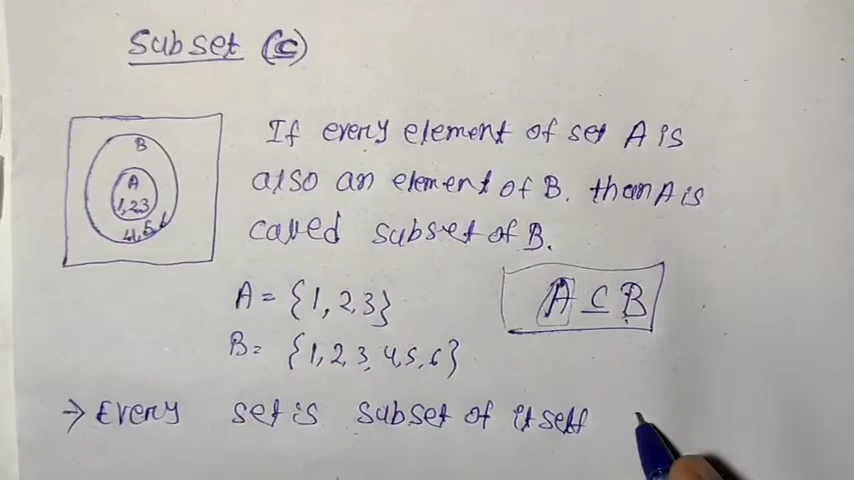 Subset (⊆)
If every element of set A is
also an element of B. than A is
called subset of B.
B
A
1,2,3
4,5,6
A = {1,2,3}
A ⊆ B
B = {1,2,3,4,5,6}
→ Every set is subset of itself